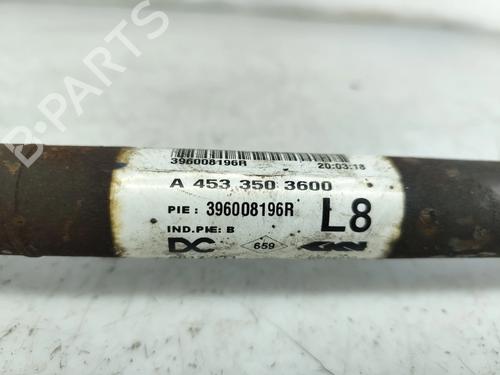 B-PARTS
396008196R 20:03:18
A 453 350 3600
PIE : 396008196R L8
IND.PIE: B
DC 659 GKN